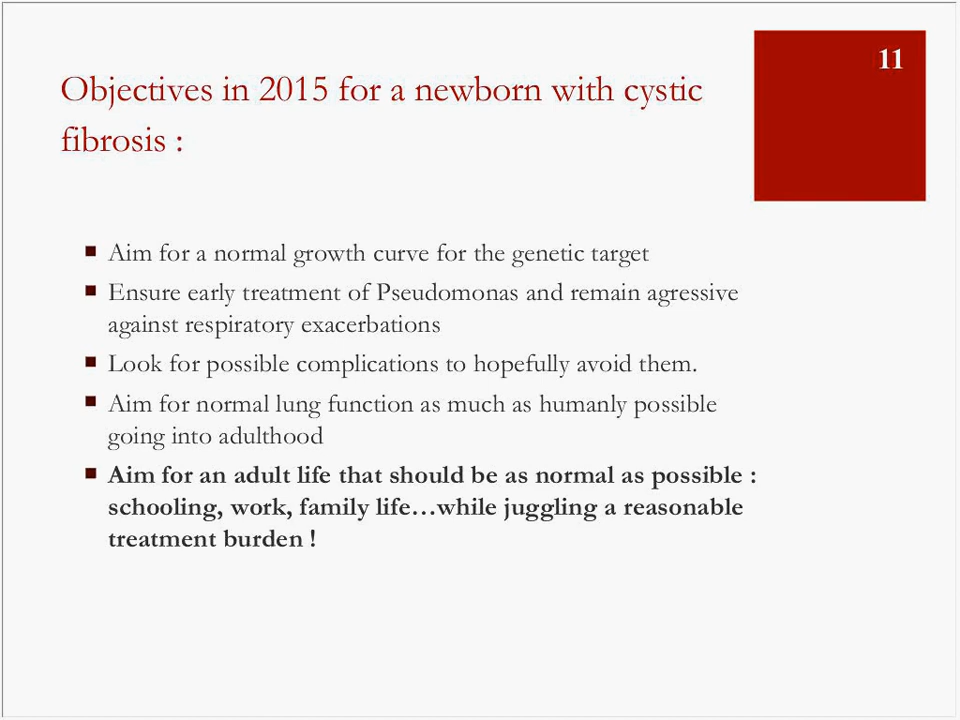 11
Objectives in 2015 for a newborn with cystic
fibrosis :
Aim for a normal growth curve for the genetic target
Ensure early treatment of Pseudomonas and remain agressive
against respiratory exacerbations
Look for possible complications to hopefully avoid them.
Aim for normal lung function as much as humanly possible
going into adulthood
Aim for an adult life that should be as normal as possible :
schooling, work, family life…while juggling a reasonable
treatment burden !